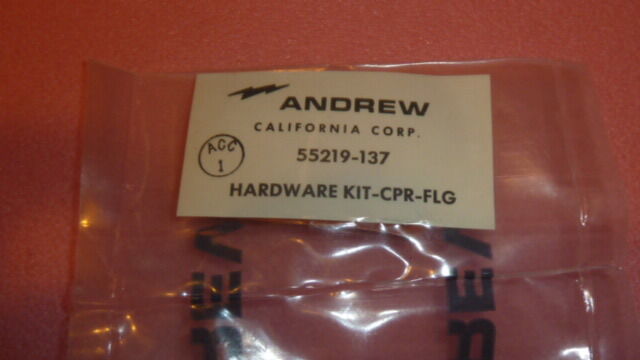 ANDREW
CALIFORNIA CORP.
ACC
1
55219-137
HARDWARE KIT-CPR-FLG